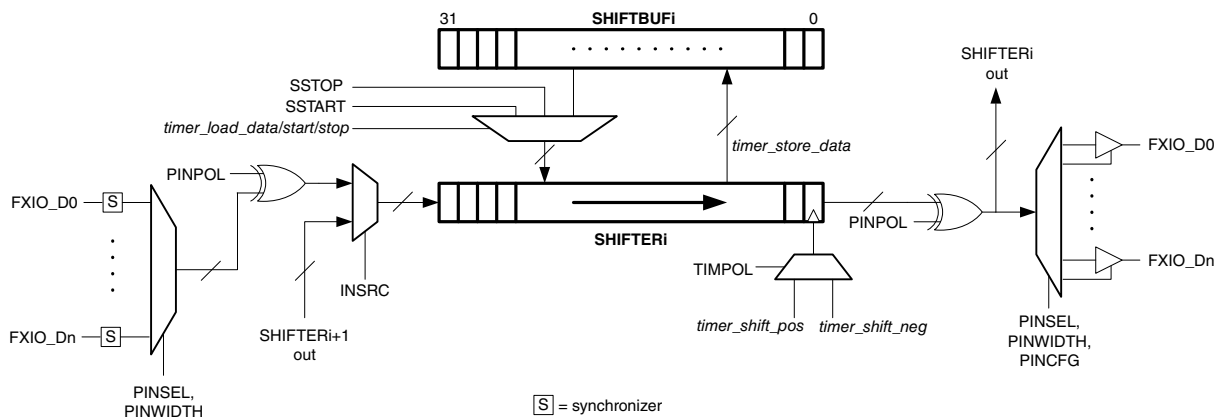 31
SHIFTBUFi
0
SSTOP
SSTART
timer_load_data/start/stop
timer_store_data
SHIFTERi
out
FXIO_D0
PINPOL
FXIO_D0
S
PINPOL
TIMPOL
SHIFTERi
INSRC
FXIO_Dn
FXIO_Dn
S
SHIFTERi+1
out
timer_shift_pos
timer_shift_neg
PINSEL,
PINWIDTH,
PINCFG
PINSEL,
PINWIDTH
S = synchronizer